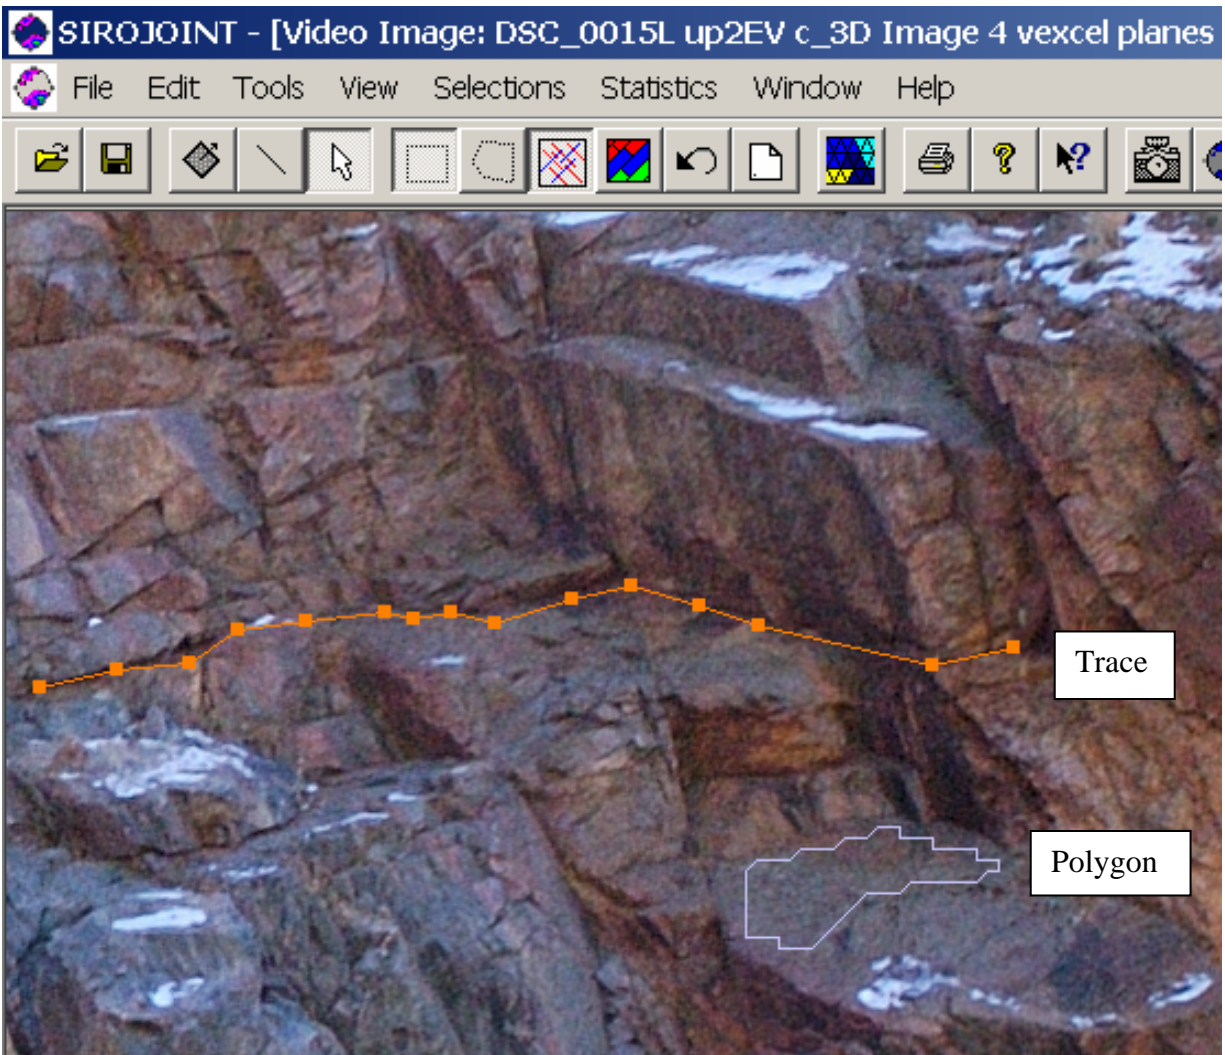 SIROJOINT - [Video Image: DSC_0015L up2EV c_3D Image 4 vexcel planes
File Edit Tools View Selections Statistics Window Help
? ?
Trace
Polygon